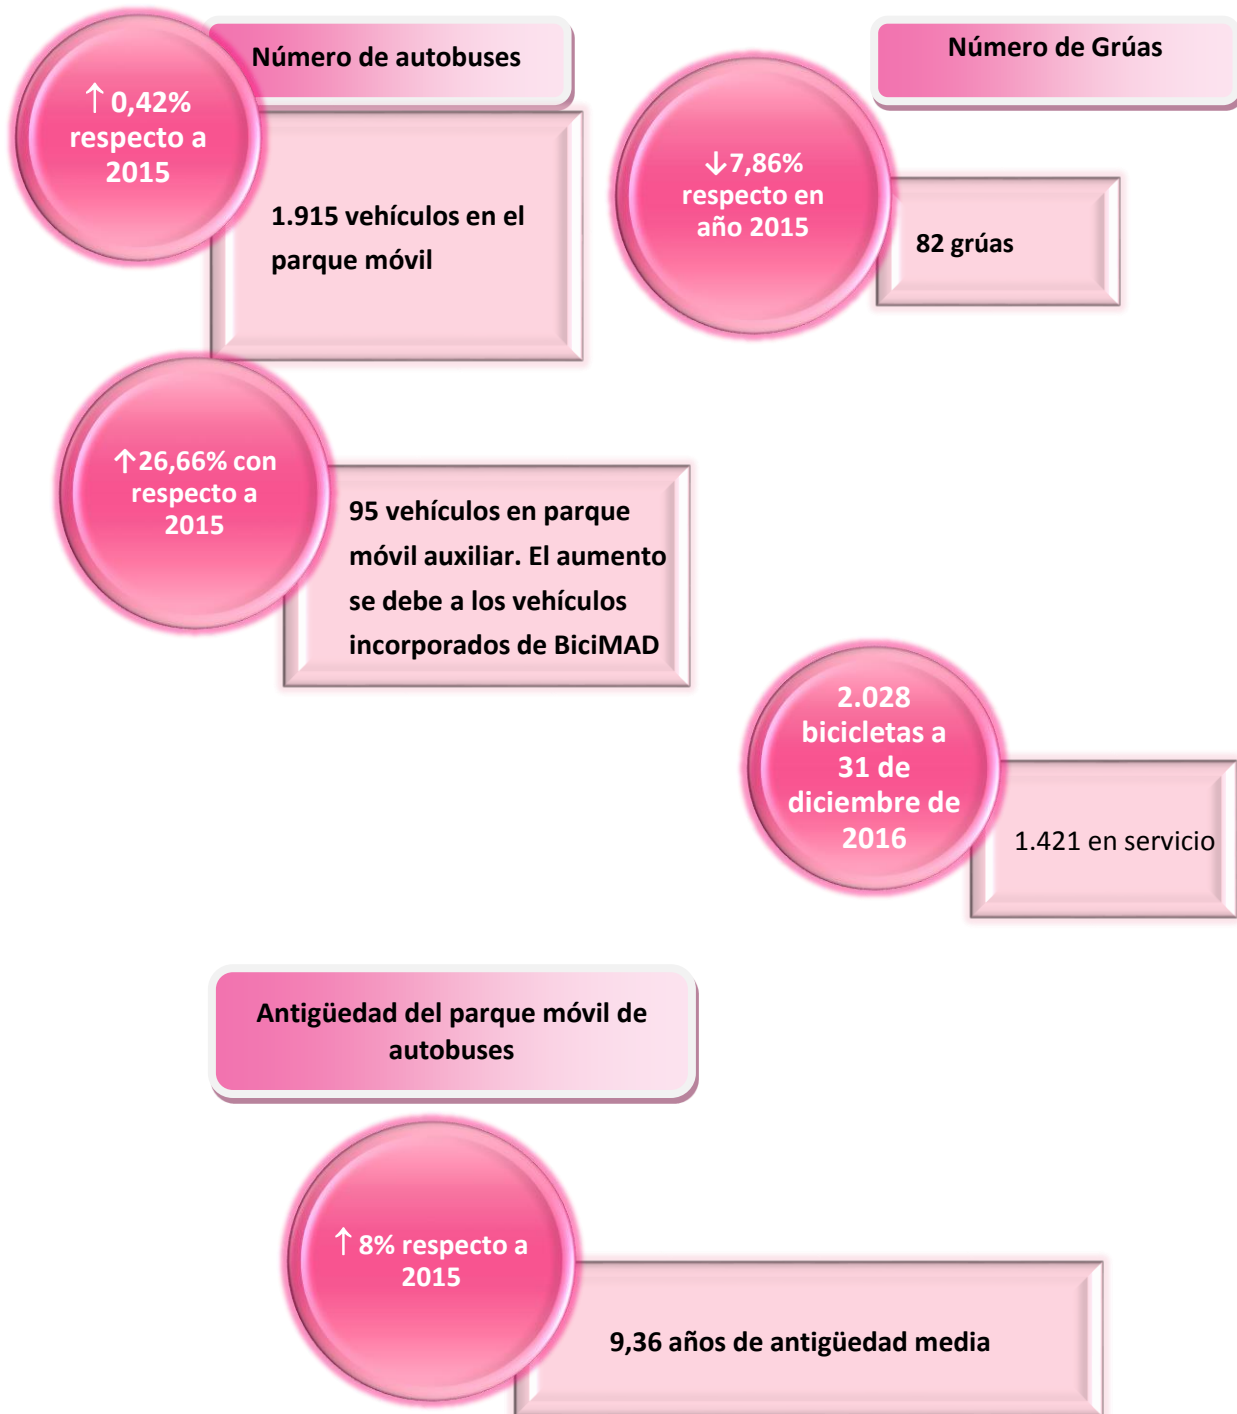 Número de autobuses
↑ 0,42%
respecto a
2015
1.915 vehículos en el
parque móvil
↑26,66% con
respecto a
2015
95 vehículos en parque
móvil auxiliar. El aumento
se debe a los vehículos
incorporados de BiciMAD
Número de Grúas
↓7,86%
respecto en
año 2015
82 grúas
2.028
bicicletas a
31 de
diciembre de
2016
1.421 en servicio
Antigüedad del parque móvil de
autobuses
↑ 8% respecto a
2015
9,36 años de antigüedad media